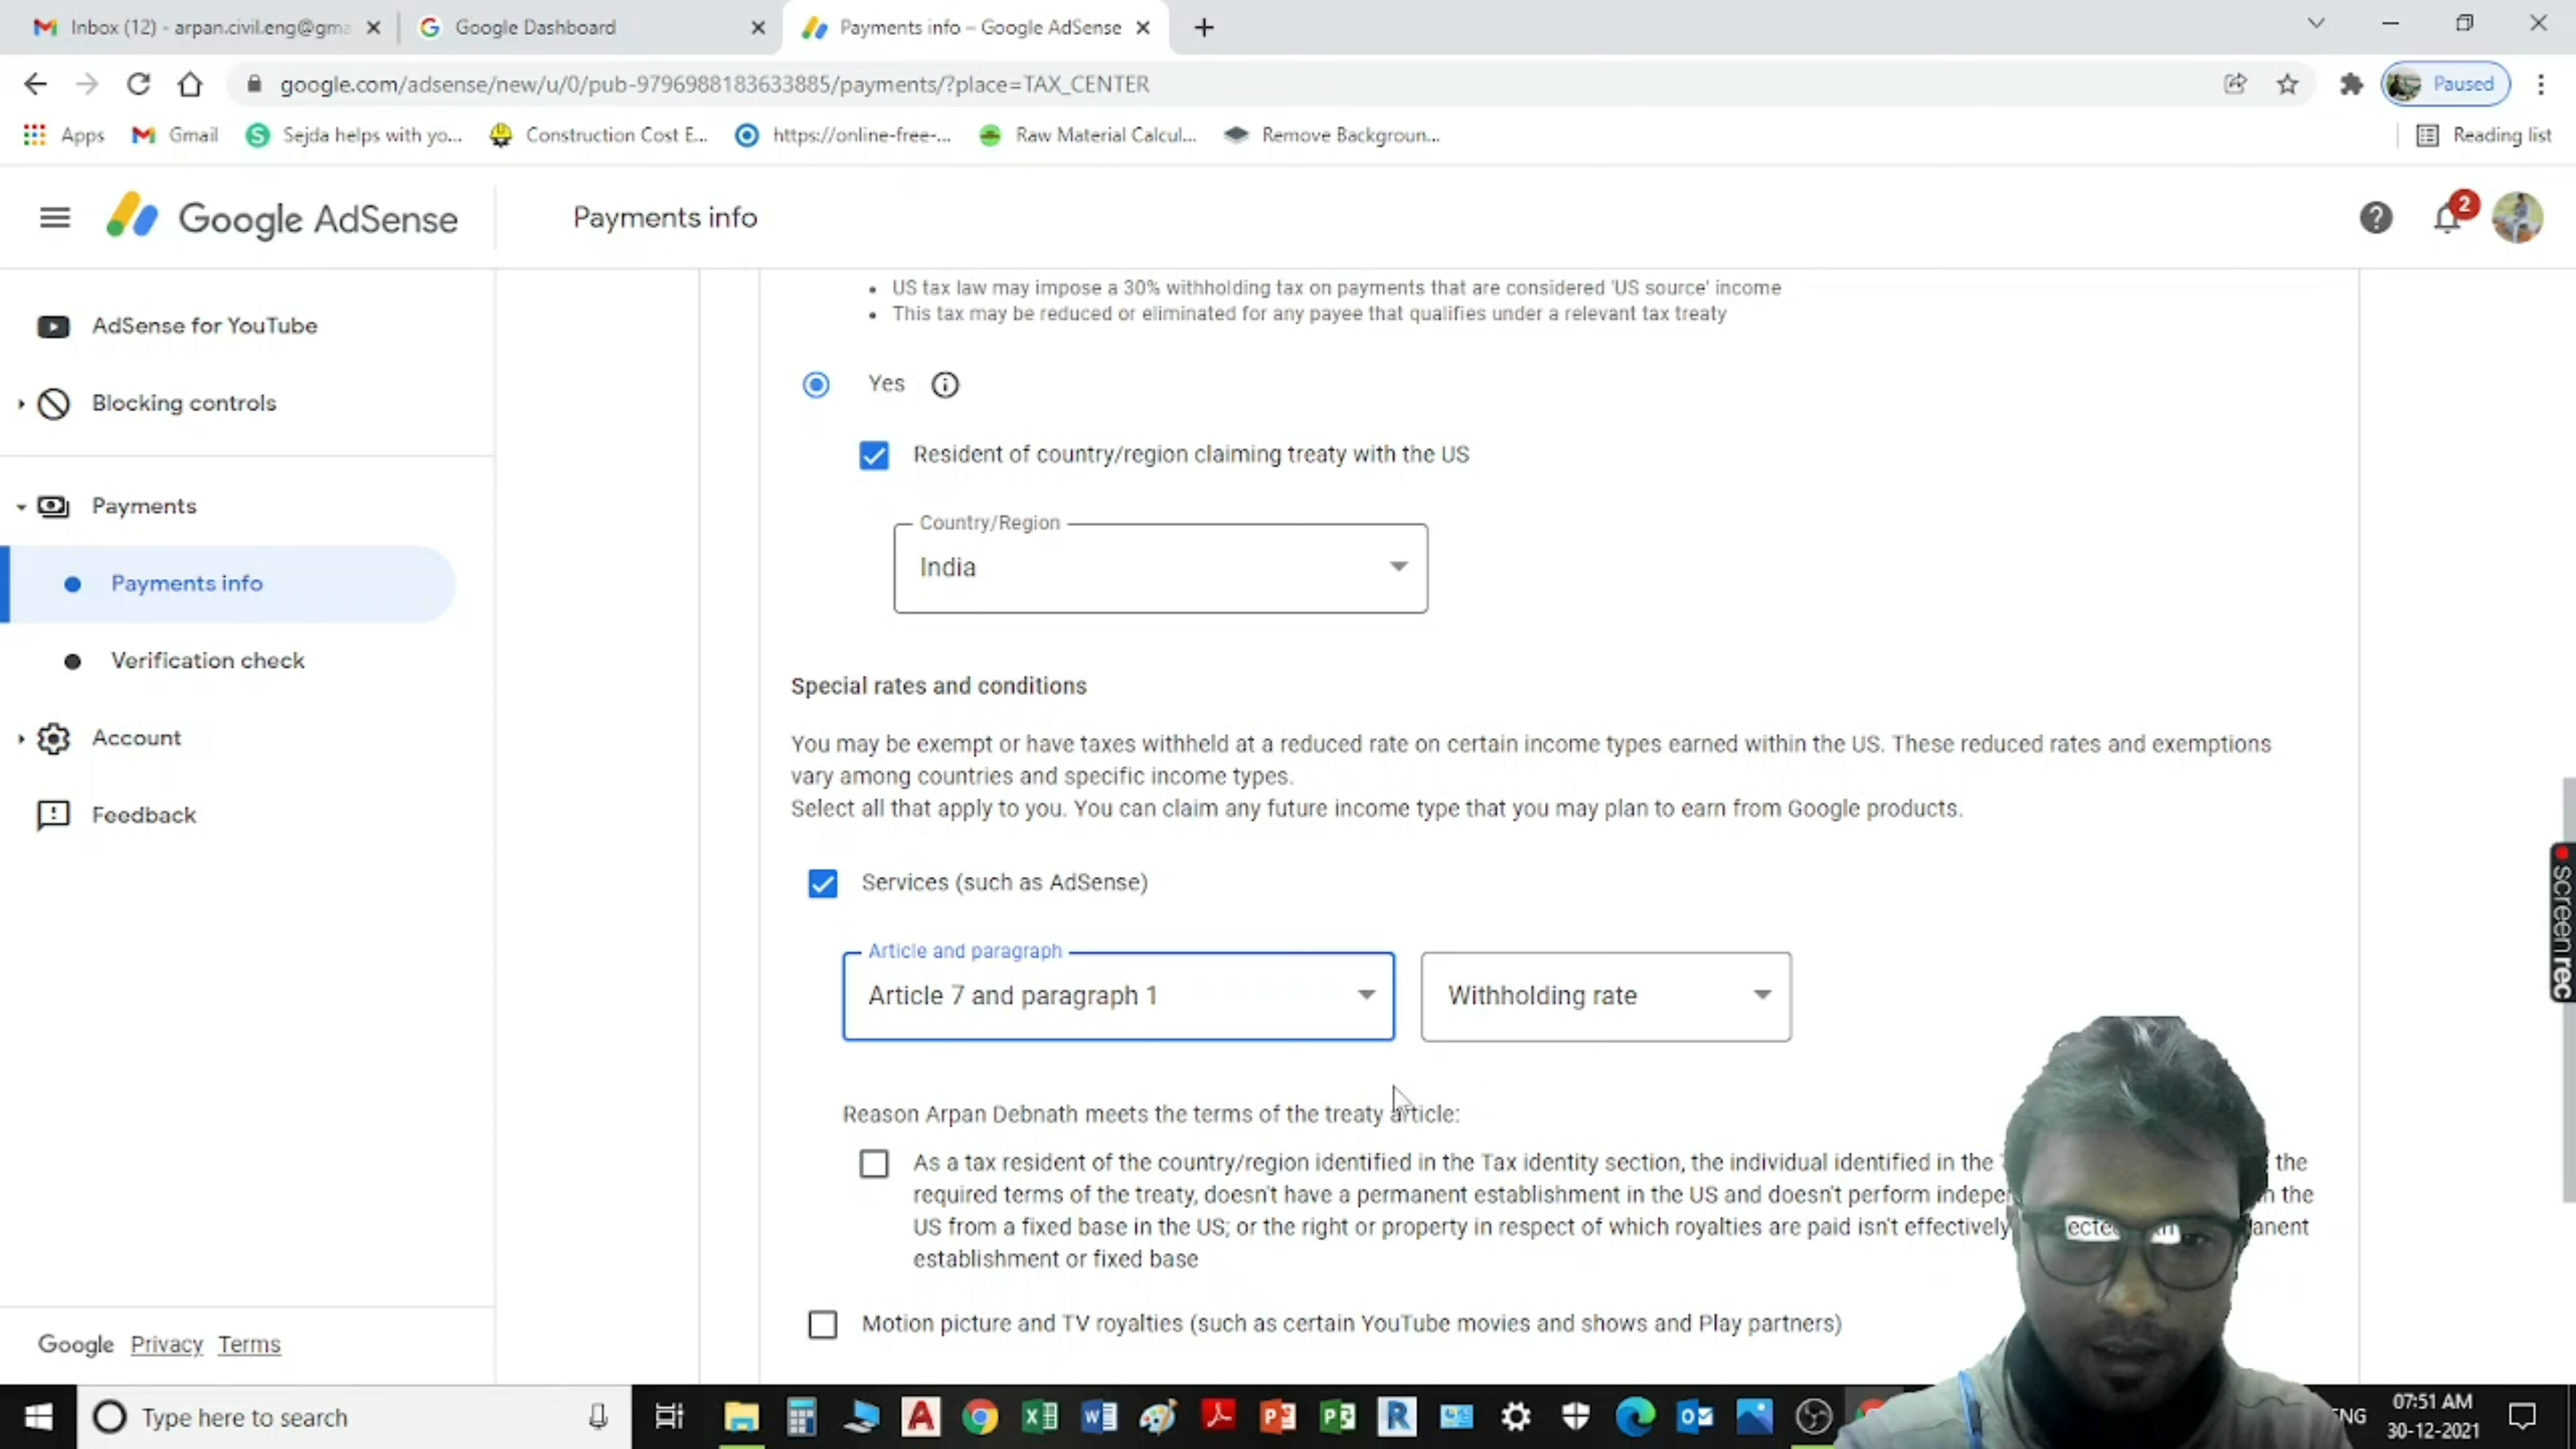 Inbox (12) - arpan.civil.eng@gma
Google Dashboard
Payments info – Google AdSense
google.com/adsense/new/u/0/pub-9796988183633885/payments/?place=TAX_CENTER
Paused
Apps
Gmail
Sejda helps with yo...
Construction Cost E...
https://online-free-...
Raw Material Calcul...
Remove Backgroun...
Reading list
Google AdSense
Payments info
2
AdSense for YouTube
Blocking controls
Payments
Payments info
Verification check
Account
Feedback
Google Privacy Terms
• US tax law may impose a 30% withholding tax on payments that are considered 'US source' income
• This tax may be reduced or eliminated for any payee that qualifies under a relevant tax treaty
Yes
Resident of country/region claiming treaty with the US
Country/Region
India
Special rates and conditions
You may be exempt or have taxes withheld at a reduced rate on certain income types earned within the US. These reduced rates and exemptions
vary among countries and specific income types.
Select all that apply to you. You can claim any future income type that you may plan to earn from Google products.
Services (such as AdSense)
Article and paragraph
Article 7 and paragraph 1
Withholding rate
Reason Arpan Debnath meets the terms of the treaty article:
As a tax resident of the country/region identified in the Tax identity section, the individual identified in the the
required terms of the treaty, doesn't have a permanent establishment in the US and doesn't perform the
US from a fixed base in the US; or the right or property in respect of which royalties are paid isn't effectively
establishment or fixed base
Motion picture and TV royalties (such as certain YouTube movies and shows and Play partners)
screenrec
Type here to search
07:51 AM
30-12-2021